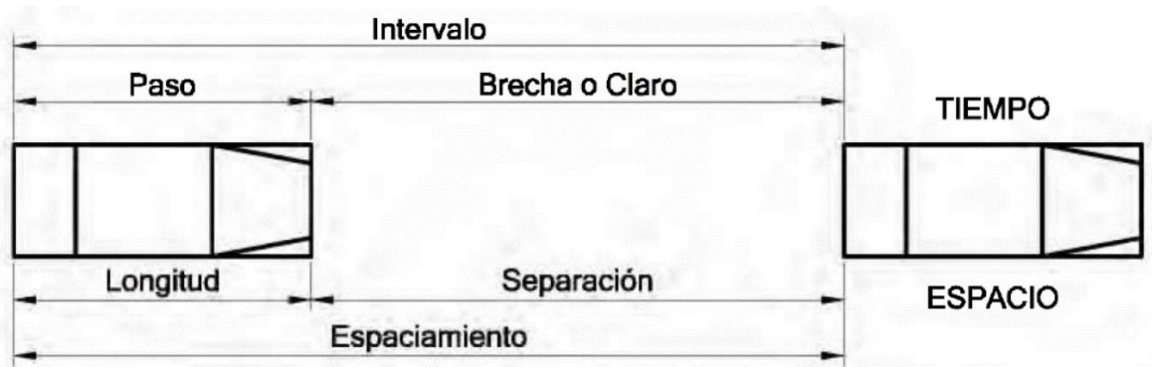 Intervalo
Paso
Brecha o Claro
TIEMPO
Longitud
Separación
ESPACIO
Espaciamiento